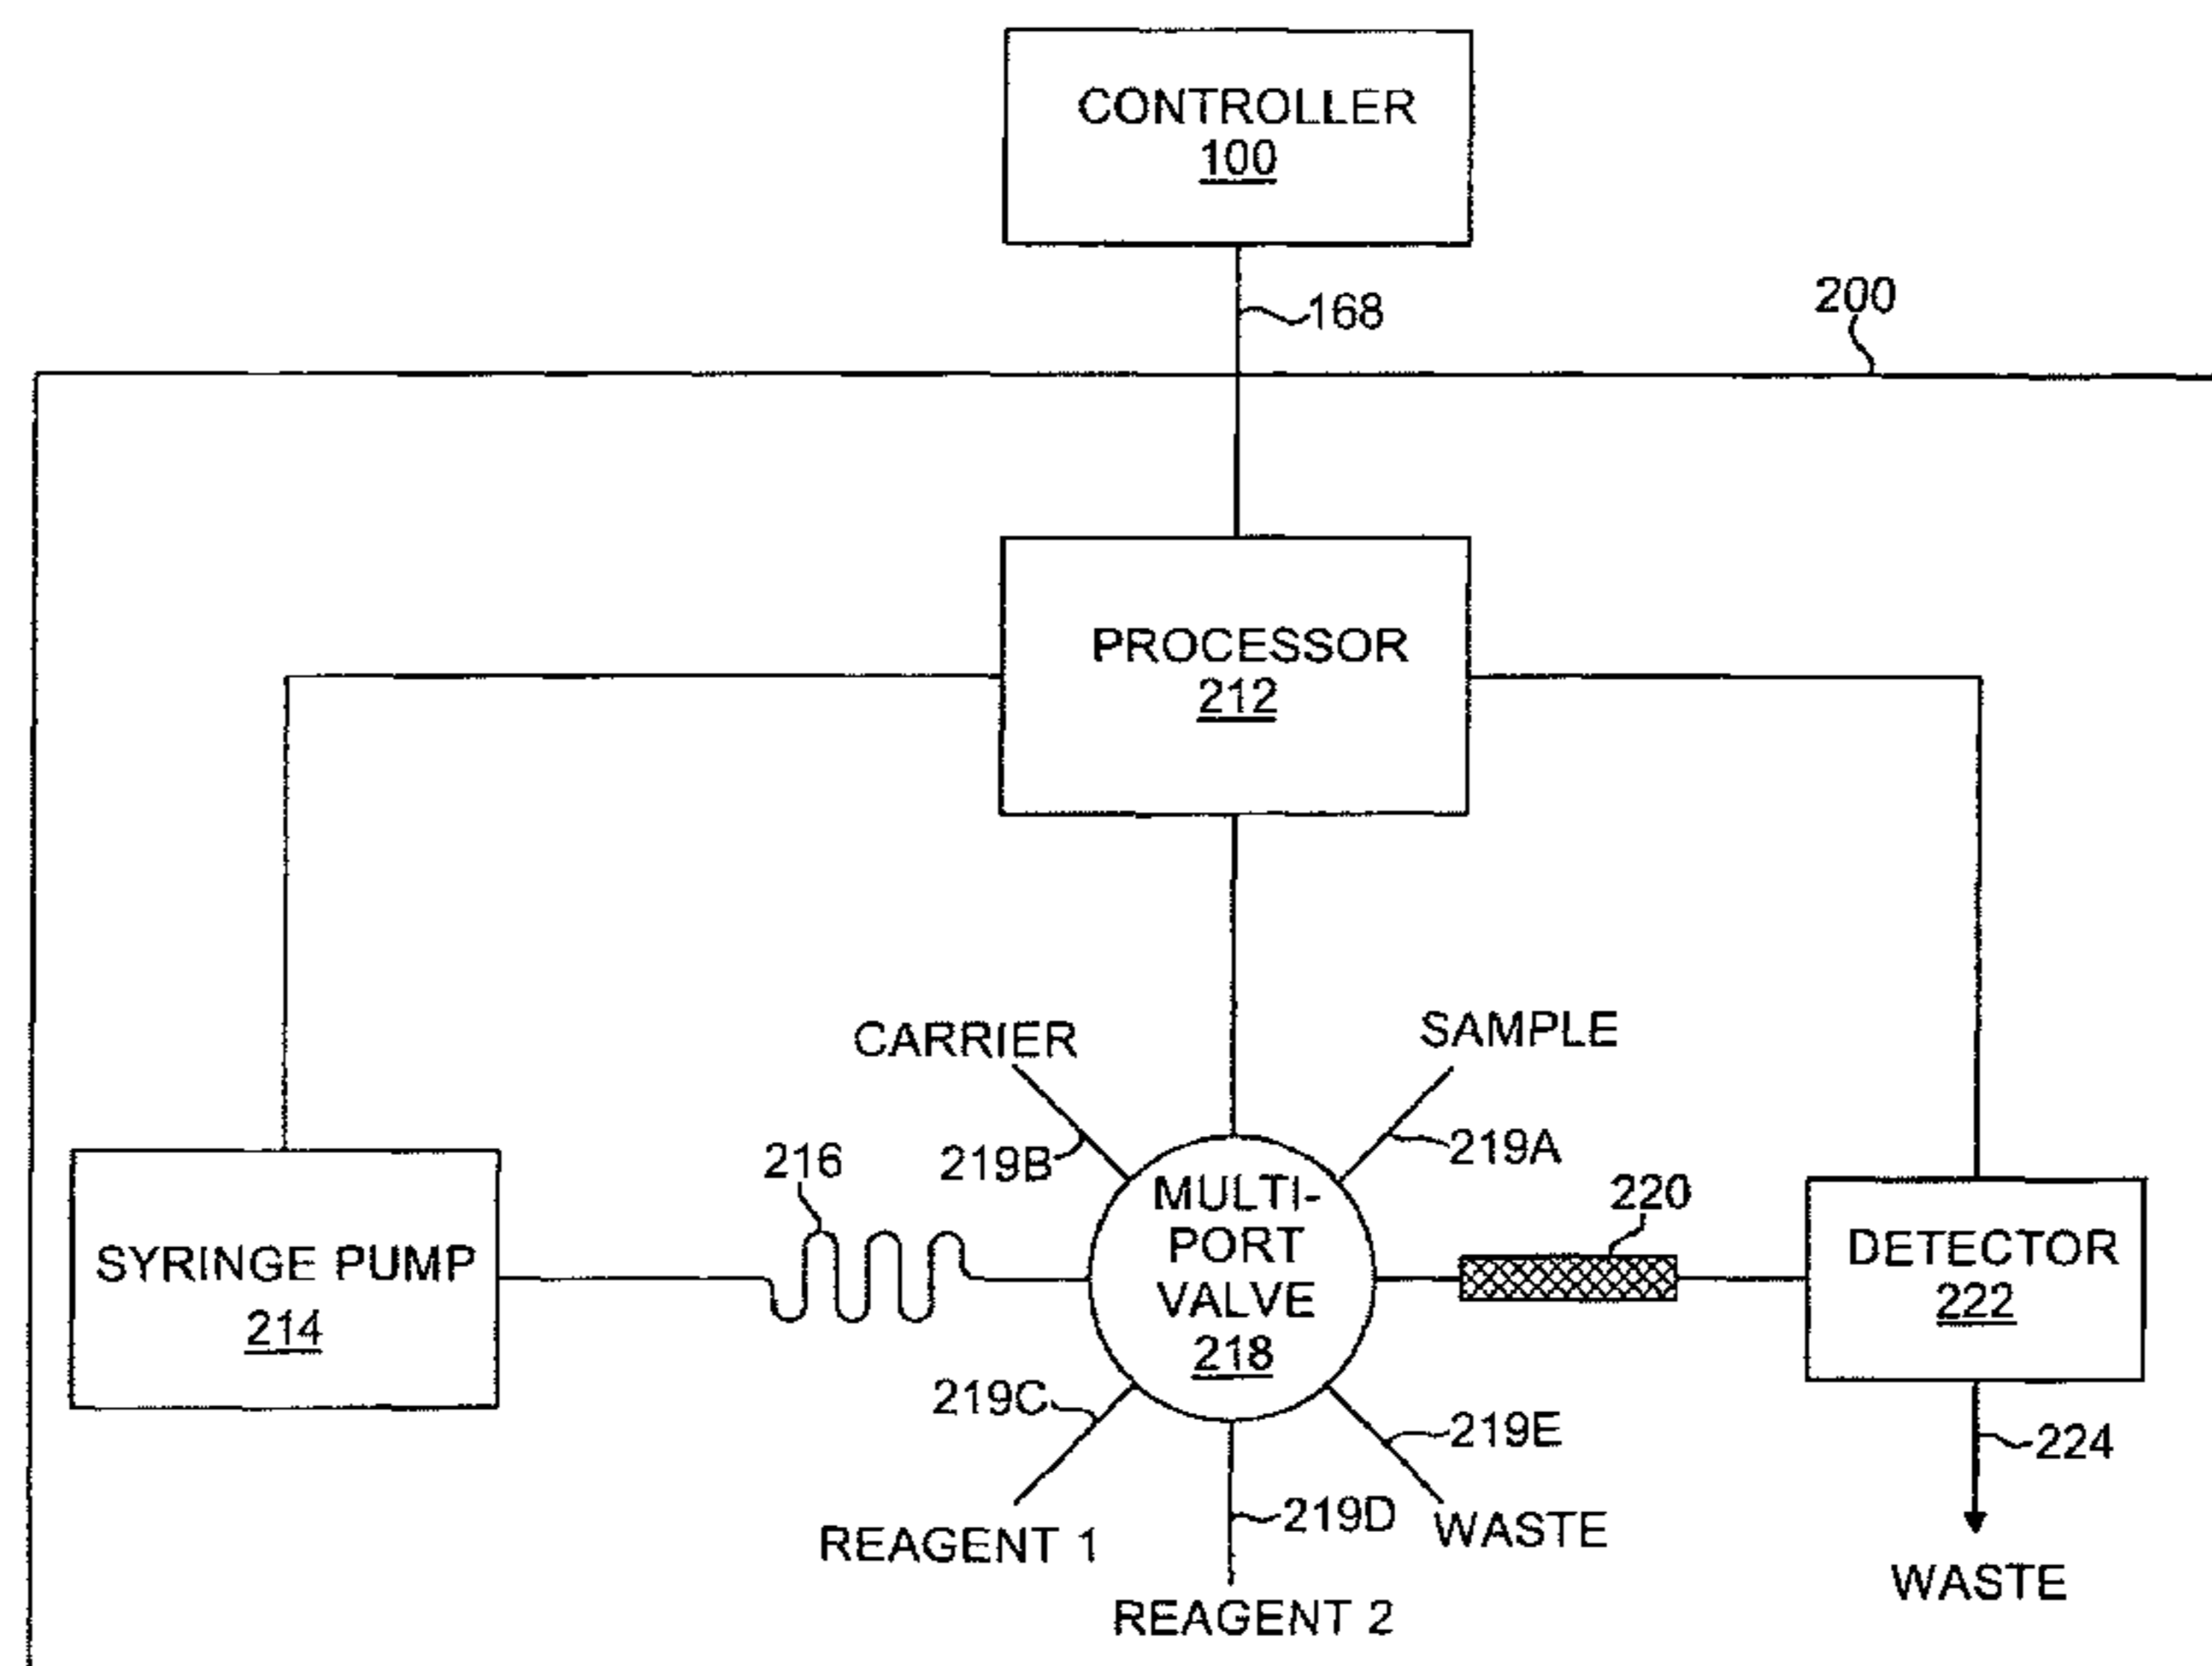 CONTROLLER
100
168
200
PROCESSOR
212
CARRIER
SAMPLE
219B
219A
216
220
SYRINGE PUMP
214
MULTI-
PORT
VALVE
218
DETECTOR
222
219C
219E
224
219D
REAGENT 1
WASTE
REAGENT 2
WASTE